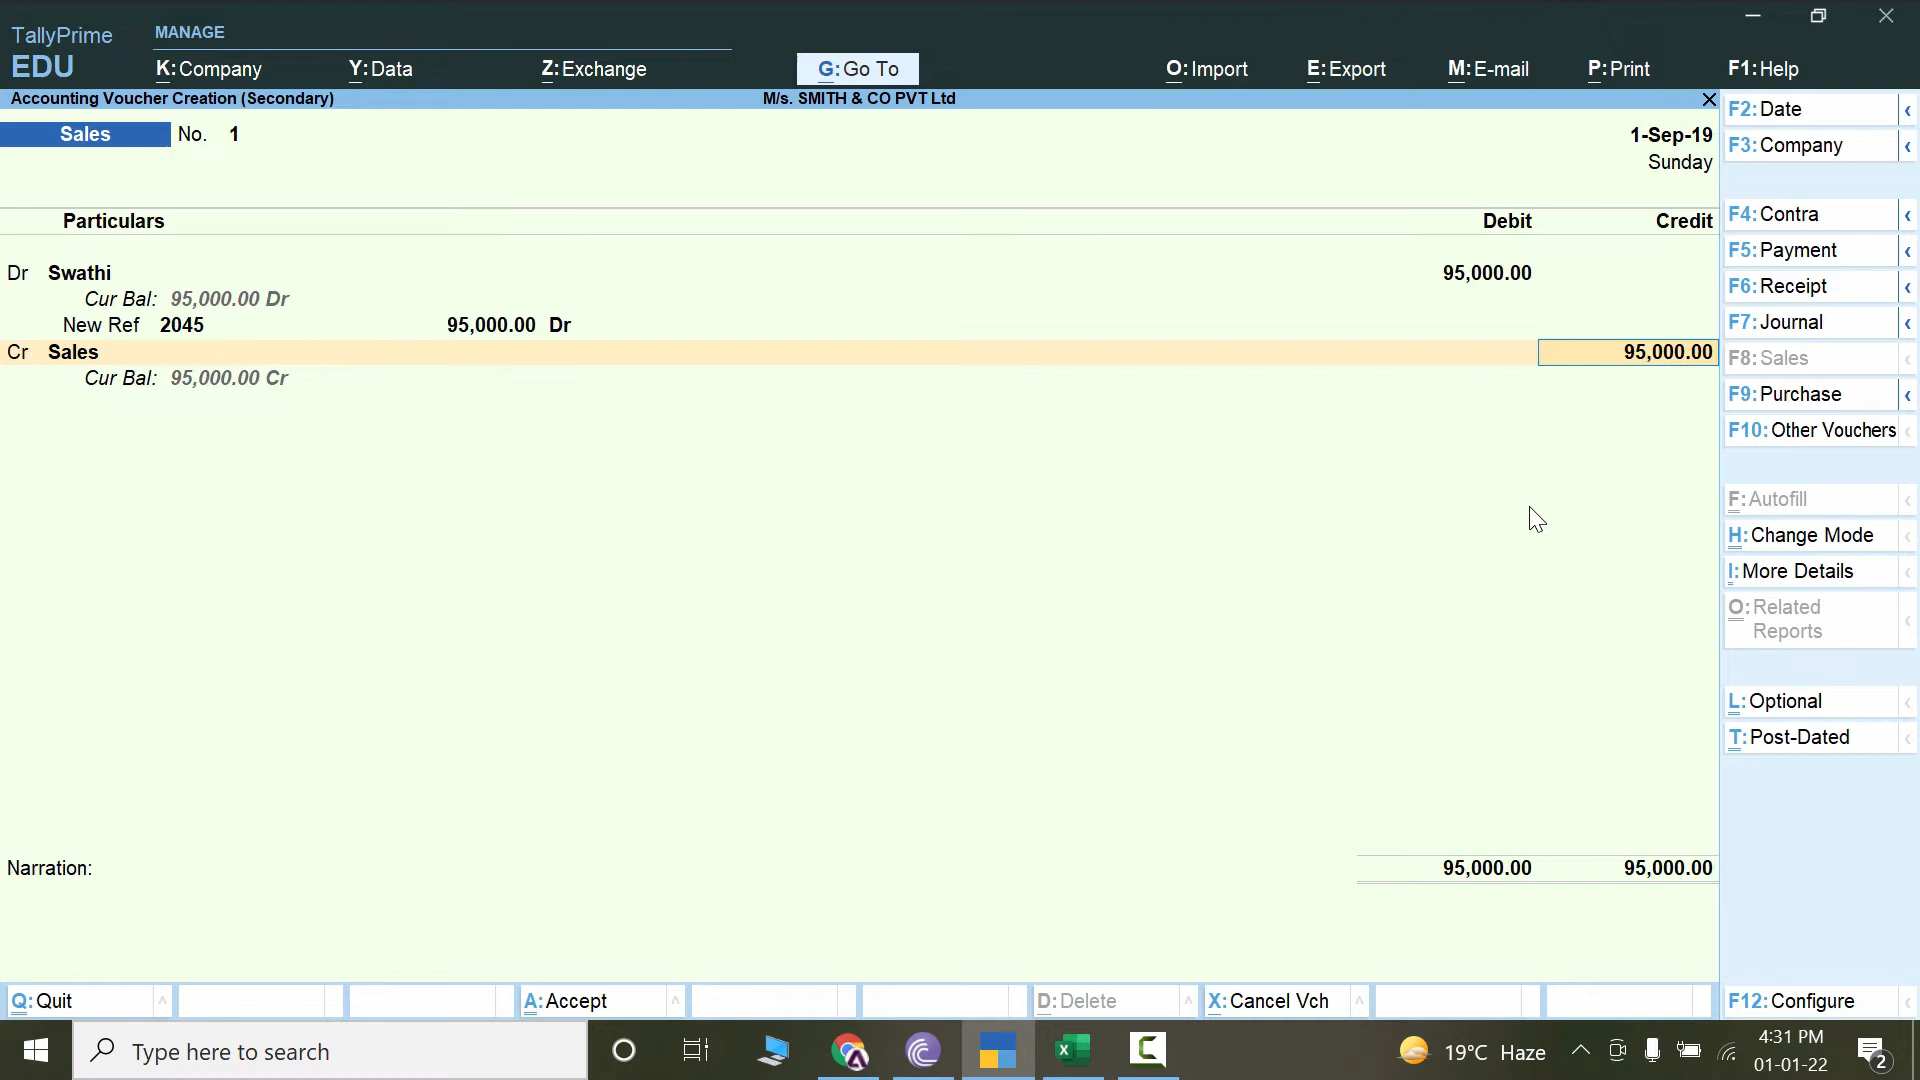 TallyPrime
EDU
MANAGE
K:Company
Y:Data
Z:Exchange
G:Go To
O:Import
E:Export
M:E-mail
P:Print
F1:Help
Accounting Voucher Creation (Secondary)
M/s. SMITH & CO PVT Ltd
Sales No. 1
1-Sep-19
Sunday
Particulars Debit Credit
Dr Swathi 95,000.00
Cur Bal: 95,000.00 Dr
New Ref 2045 95,000.00 Dr
Cr Sales 95,000.00
Cur Bal: 95,000.00 Cr
Narration: 95,000.00 95,000.00
F2:Date
F3:Company
F4:Contra
F5:Payment
F6:Receipt
F7:Journal
F8:Sales
F9:Purchase
F10:Other Vouchers
F:Autofill
H:Change Mode
I:More Details
O:Related
Reports
L:Optional
T:Post-Dated
Q:Quit
A:Accept
D:Delete
X:Cancel Vch
F12:Configure
Type here to search
19°C Haze
4:31 PM
01-01-22
2